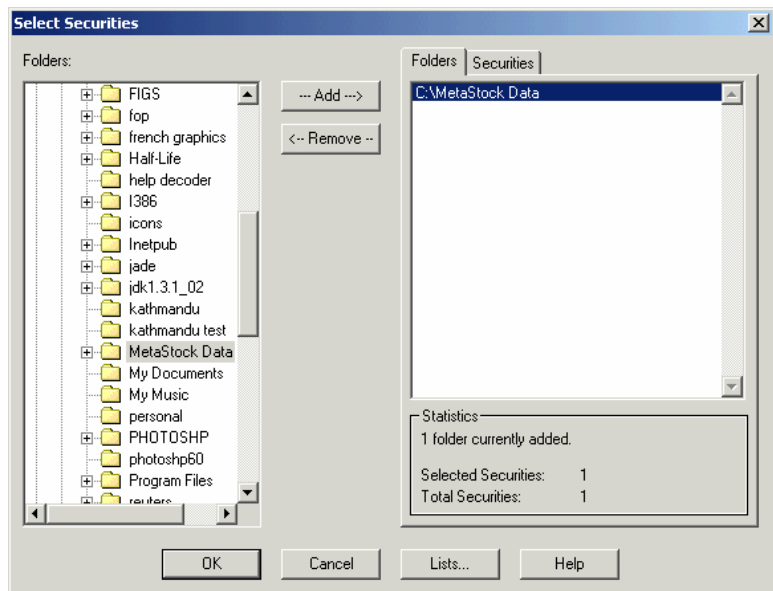 Select Securities
Folders:
FIGS
fop
french graphics
Half-Life
help decoder
I386
icons
Inetpub
jade
jdk1.3.1_02
kathmandu
kathmandu test
MetaStock Data
My Documents
My Music
personal
PHOTOSHP
photoshp60
Program Files
reuters
--- Add --->
<-- Remove --
Folders
Securities
C:\MetaStock Data
Statistics
1 folder currently added.
Selected Securities: 1
Total Securities: 1
OK
Cancel
Lists...
Help